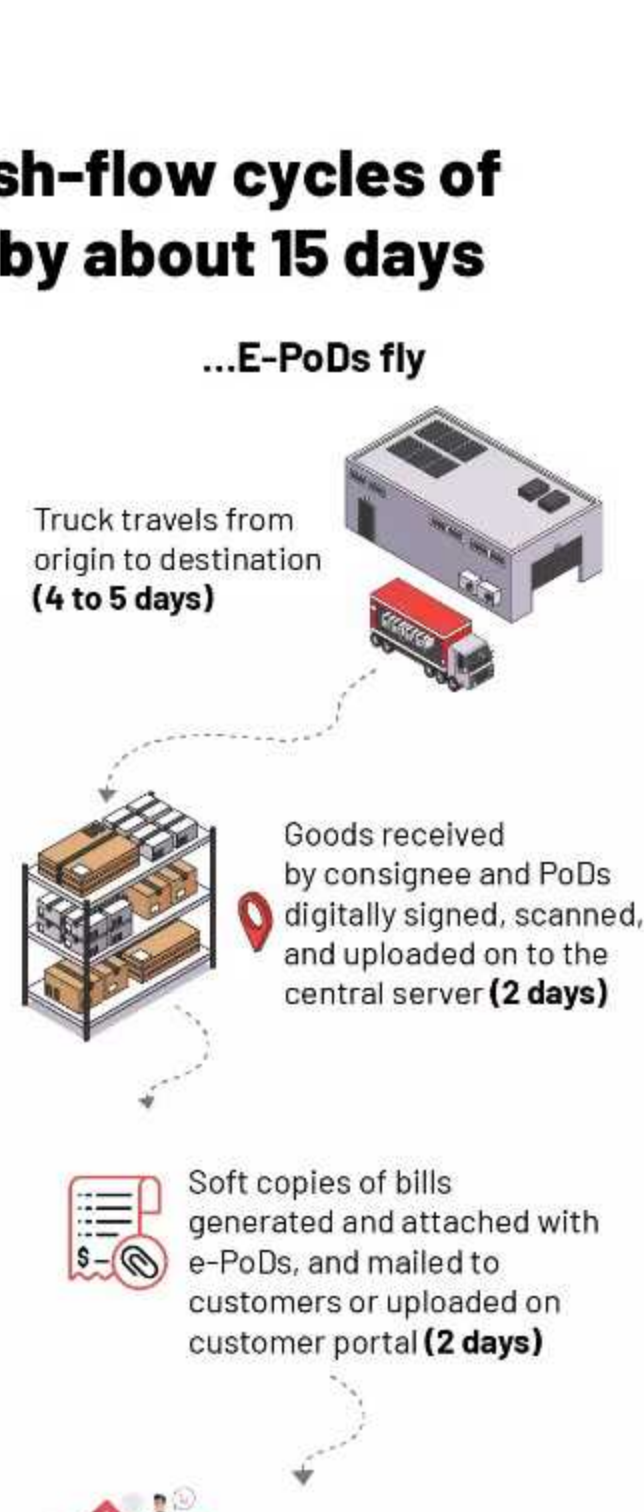 sh-flow cycles of
by about 15 days
...E-PoDs fly
Truck travels from
origin to destination
(4 to 5 days)
Goods received
by consignee and PoDs
digitally signed, scanned,
and uploaded on to the
central server (2 days)
Soft copies of bills
generated and attached with
e-PoDs, and mailed to
customers or uploaded on
customer portal (2 days)
$